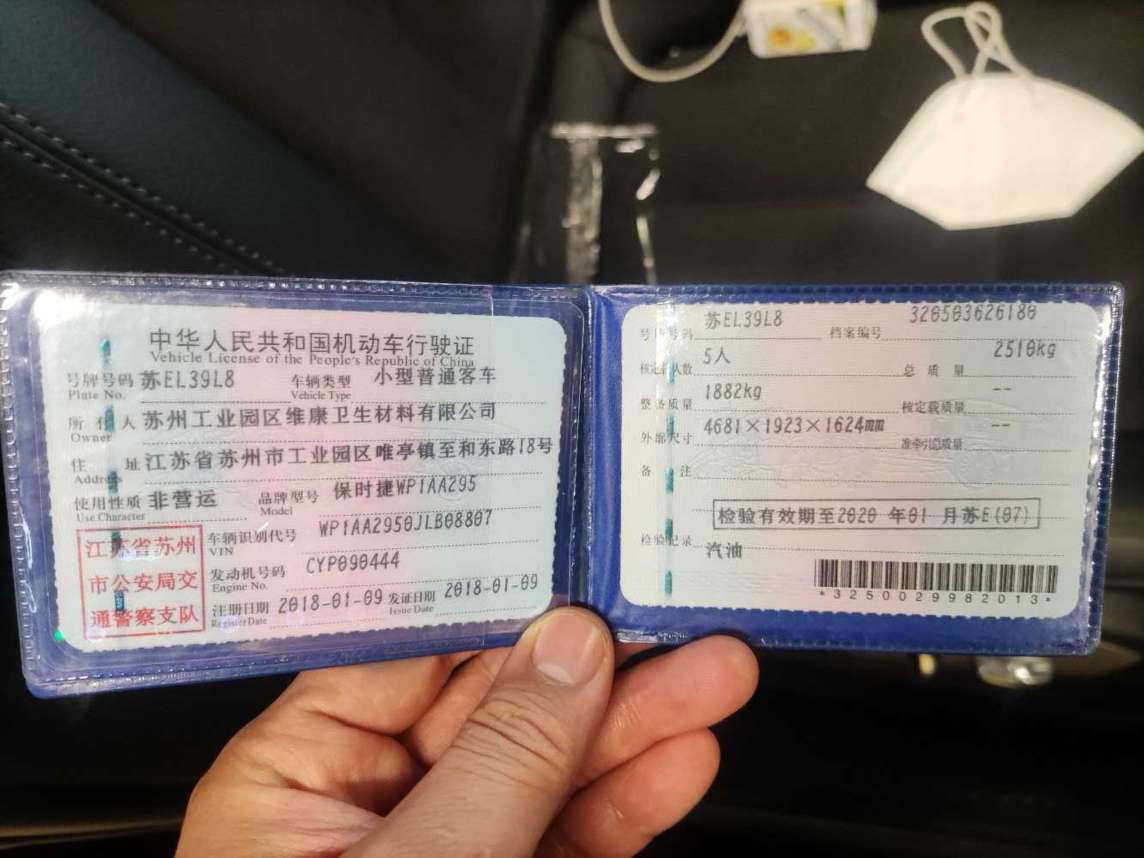 中华人民共和国机动车行驶证
Vehicle License of the People's Republic of China
号牌号码 苏EL39L8 车辆类型 小型普通客车
Plate No. Vehicle Type
所有人 苏州工业园区维康卫生材料有限公司
Owner
住址 江苏省苏州市工业园区唯亭镇至和东路18号
Address
使用性质 非营运 品牌型号 保时捷WP1AA295
Use Character Model
江苏省苏州
市公安局交
通警察支队
车辆识别代号 WP1AA2950JLB08807
VIN
发动机号码 CYP090444
Engine No.
注册日期 2018-01-09 发证日期 2018-01-09
Register Date Issue Date
号牌号码 苏EL39L8 档案编号 320503626180
核定载人数 5人 总质量 2510kg
整备质量 1882kg 核定载质量 --
外廓尺寸 4681×1923×1624mm 准牵引总质量 --
备注
检验有效期至2020 年01 月苏E(07)
检验记录 汽油
*3250029982013*